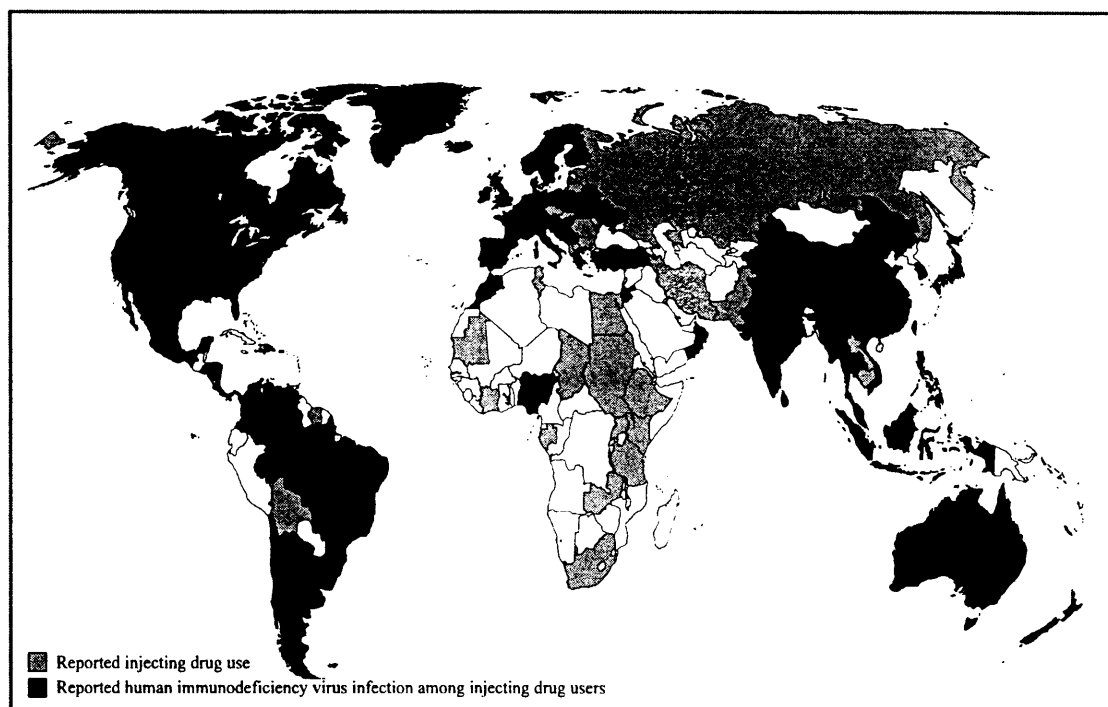 Reported injecting drug use
Reported human immunodeficiency virus infection among injecting drug users